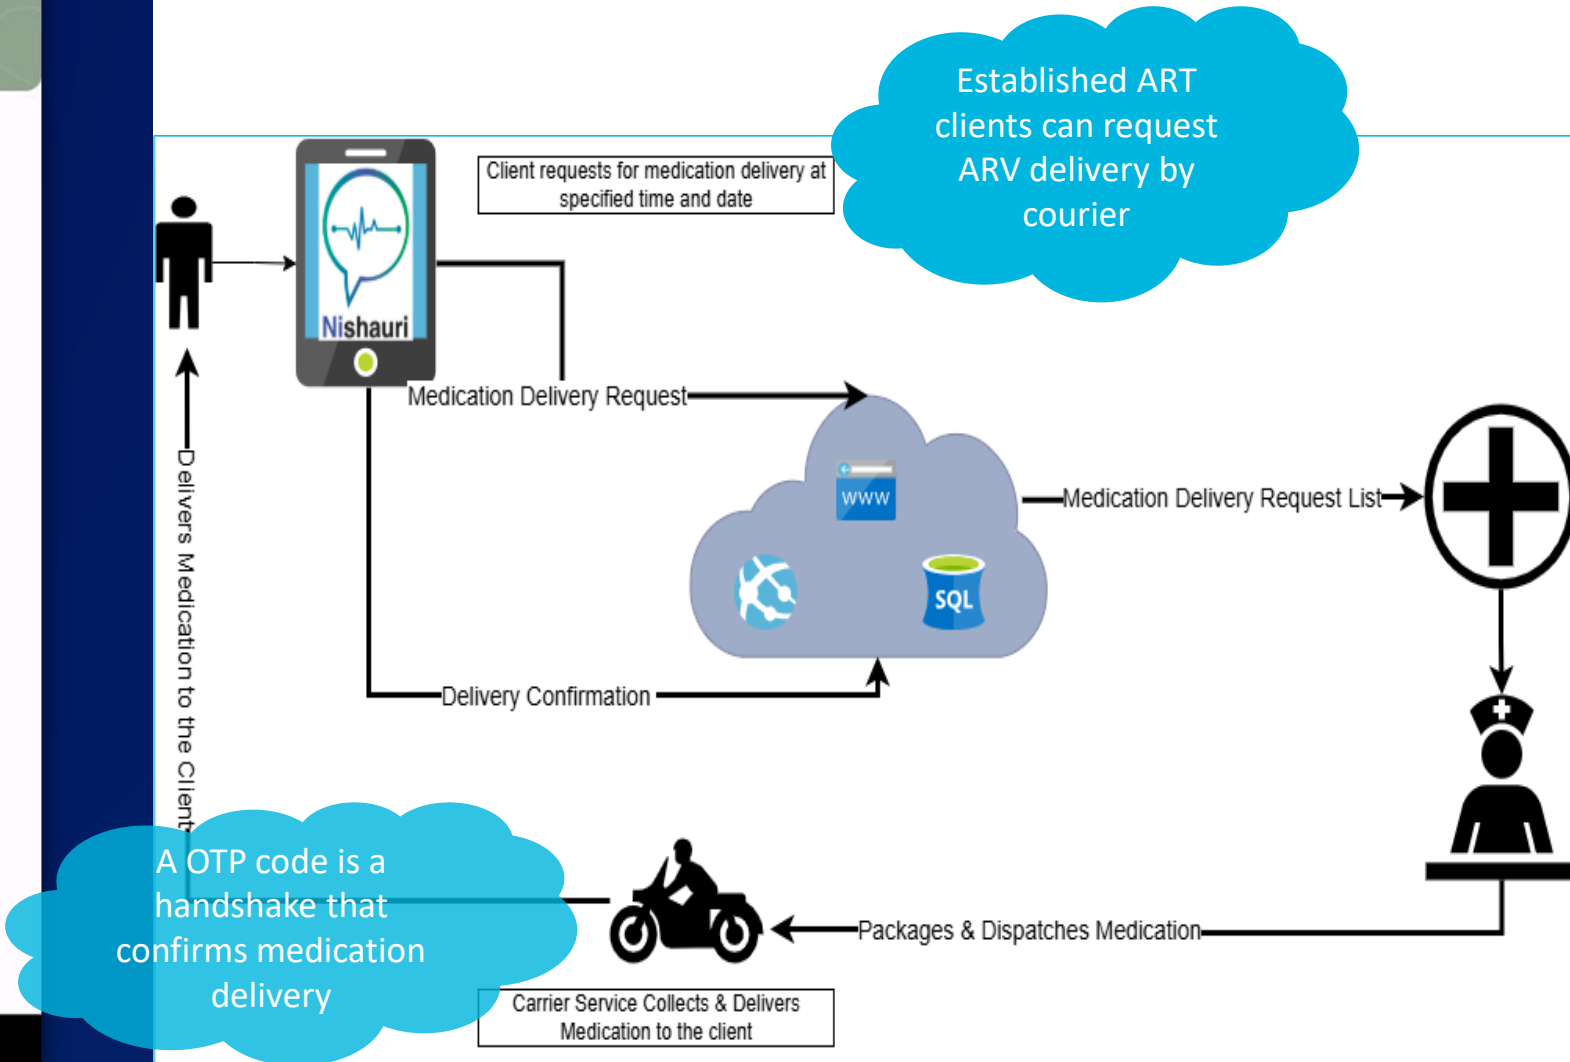 Established ART
clients can request
ARV delivery by
courier
Client requests for medication delivery at
specified time and date
Nishauri
Medication Delivery Request
www
SQL
Medication Delivery Request List
Delivery Confirmation
Delivers Medication to the Client
A OTP code is a
handshake that
confirms medication
delivery
Packages & Dispatches Medication
Carrier Service Collects & Delivers
Medication to the client